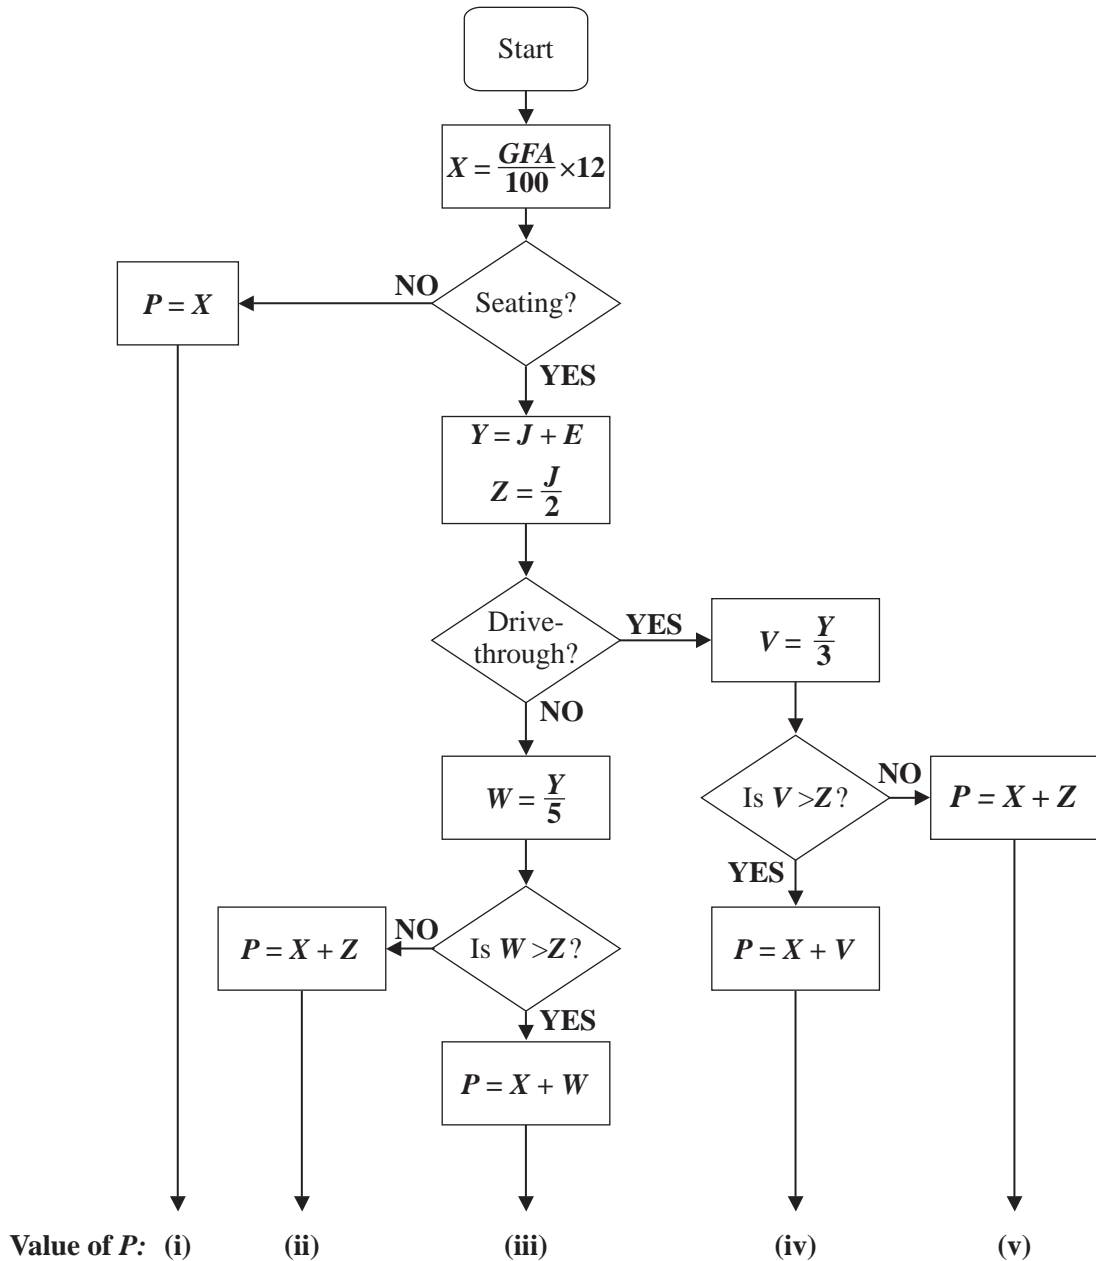 Start
X = GFA/100 ×12
NO
Seating?
P = X
YES
Y = J + E
Z = J/2
Drive-
through?
YES
V = Y/3
NO
W = Y/5
Is V >Z?
NO
P = X + Z
YES
NO
Is W >Z?
P = X + Z
P = X + V
YES
P = X + W
Value of P: (i) (ii) (iii) (iv) (v)